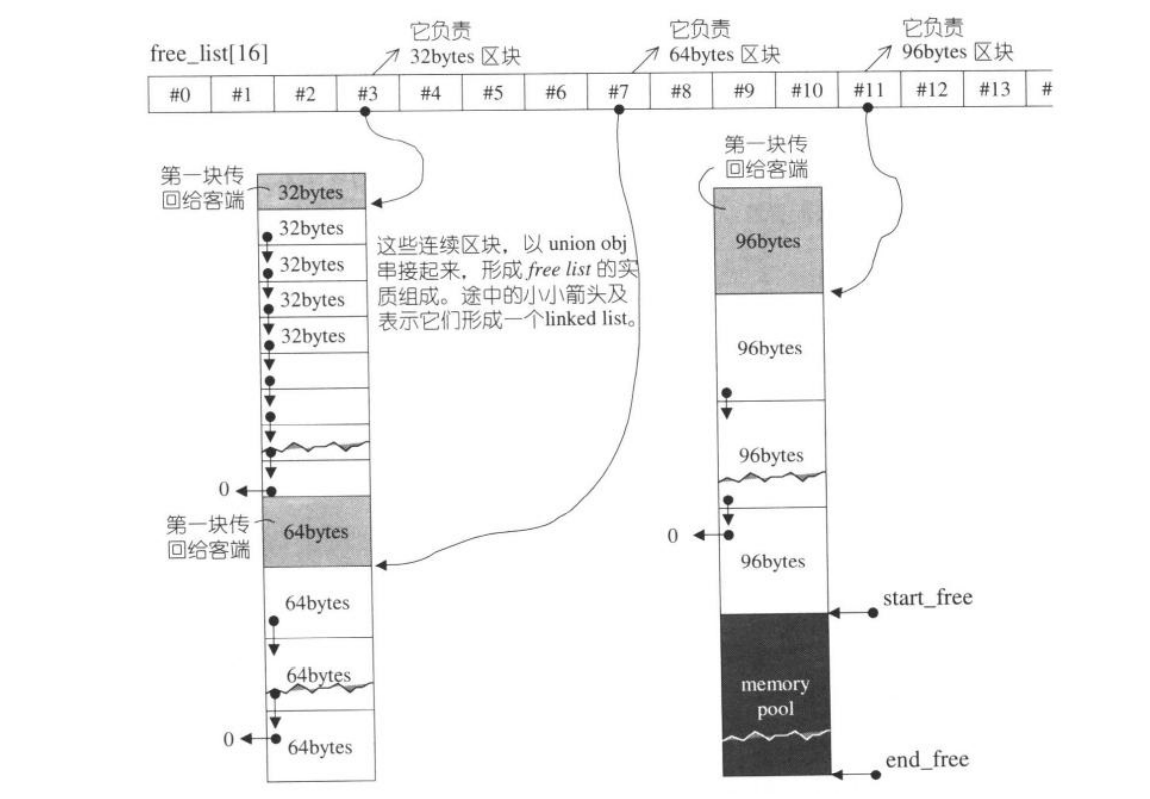 它负责
32bytes 区块
它负责
64bytes 区块
它负责
96bytes 区块
free_list[16]
#0 #1 #2 #3 #4 #5 #6 #7 #8 #9 #10 #11 #12 #13 #
第一块传
回给客端
32bytes
32bytes
32bytes
32bytes
32bytes
这些连续区块，以 union obj
串接起来，形成 free list 的实
质组成。途中的小小箭头及
表示它们形成一个linked list。
0
第一块传
回给客端
64bytes
64bytes
64bytes
0
64bytes
第一块传
回给客端
96bytes
96bytes
96bytes
0
96bytes
start_free
memory
pool
end_free